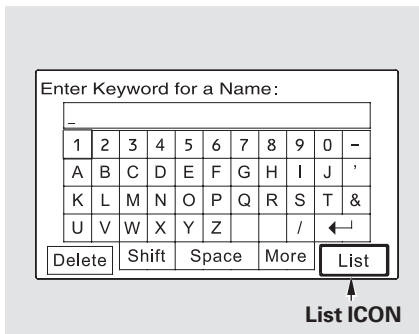 Enter Keyword for a Name:
_
1 2 3 4 5 6 7 8 9 0 –
A B C D E F G H I J ’
K L M N O P Q R S T &
U V W X Y Z / ↵
Delete Shift Space More List
List ICON